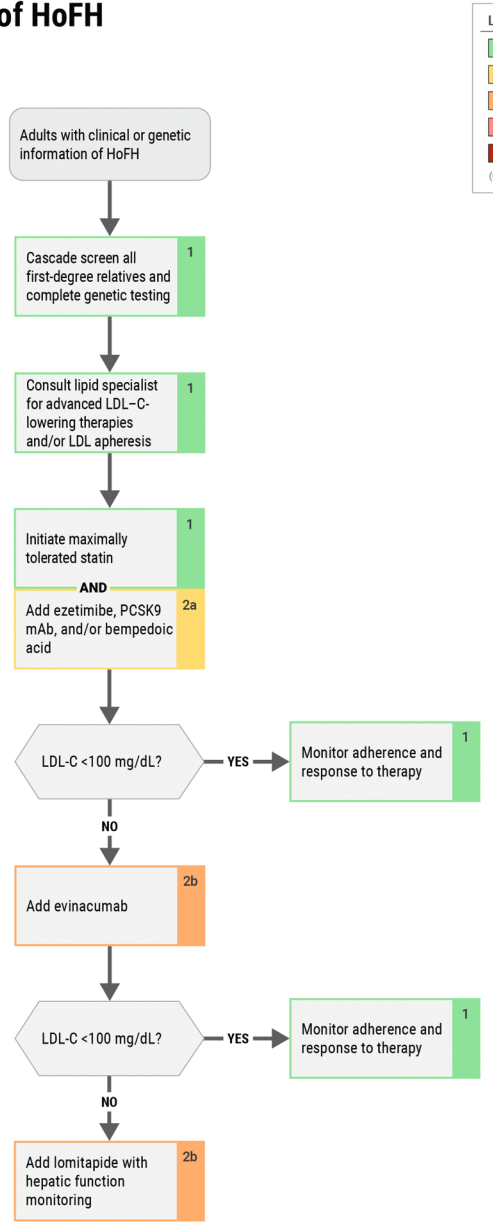 of HoFH
L
(
Adults with clinical or genetic
information of HoFH
1
Cascade screen all
first-degree relatives and
complete genetic testing
1
Consult lipid specialist
for advanced LDL–C-
lowering therapies
and/or LDL apheresis
1
Initiate maximally
tolerated statin
AND
2a
Add ezetimibe, PCSK9
mAb, and/or bempedoic
acid
LDL-C <100 mg/dL?
YES
1
Monitor adherence and
response to therapy
NO
2b
Add evinacumab
LDL-C <100 mg/dL?
YES
1
Monitor adherence and
response to therapy
NO
2b
Add lomitapide with
hepatic function
monitoring